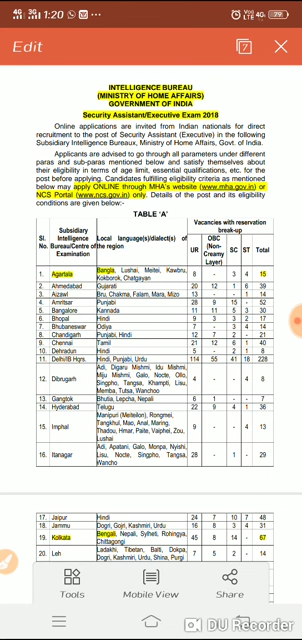 4G 3G 1:20
VoLTE 4G 79
Edit 7
INTELLIGENCE BUREAU
(MINISTRY OF HOME AFFAIRS)
GOVERNMENT OF INDIA
Security Assistant/Executive Exam 2018
Online applications are invited from Indian nationals for direct
recruitment to the post of Security Assistant (Executive) in the following
Subsidiary Intelligence Bureaux, Ministry of Home Affairs, Govt. of India.
Applicants are advised to go through all parameters under different
paras and sub-paras mentioned below and satisfy themselves about
their eligibility in terms of age limit, essential qualifications, etc. for the
post before applying. Candidates fulfilling eligibility criteria as mentioned
below may apply ONLINE through MHA's website (www.mha.gov.in) or
NCS Portal (www.ncs.gov.in) only. Details of the post and its eligibility
conditions are given below:-
TABLE 'A'
Sl. No. Subsidiary Intelligence Bureau/Centre of Examination Local language(s)/dialect(s) of the region Vacancies with reservation break-up
UR OBC (Non-Creamy Layer) SC ST Total
1. Agartala Bangla, Lushai, Meitei, Kawbru, Kokborok, Chatgayan 8 - 3 4 15
2. Ahmedabad Gujarati 20 12 1 6 39
3. Aizawl Bru, Chakma, Falam, Mara, Mizo 13 - - 1 14
4. Amritsar Punjabi 28 9 15 - 52
5. Bangalore Kannada 11 11 5 3 30
6. Bhopal Hindi 9 3 3 2 17
7. Bhubaneswar Odiya 7 - 3 4 14
8. Chandigarh Punjabi, Hindi 12 7 2 - 21
9. Chennai Tamil 21 12 6 1 40
10. Dehradun Hindi 5 - 2 1 8
11. Delhi/IB Hqrs. Hindi, Punjabi, Urdu 114 55 41 18 228
12. Dibrugarh Adi, Digaru Mishmi, Idu Mishmi, Miju Mishmi, Galo, Nocte, Ollo, Singpho, Tangsa, Khampti, Lisu, Memba, Tutsa, Wanchoo 4 - - 4 8
13. Gangtok Bhutia, Lepcha, Nepali 6 1 - - 7
14. Hyderabad Telugu 22 9 4 1 36
15. Imphal Manipuri (Meiteilon), Rongmei, Tangkhul, Mao, Anal, Maring, Thadou, Hmar, Paite, Vaiphei, Zou, Lushai 9 - - 4 13
16. Itanagar Adi, Apatani, Galo, Monpa, Nyishi, Lisu, Nocte, Singpho, Tangsa, Wancho 28 - 1 - 29
17. Jaipur Hindi 24 7 10 7 48
18. Jammu Dogri, Gojri, Kashmiri, Urdu 16 8 3 4 31
19. Kolkata Bengali, Nepali, Sylheti, Rohingya, Chittagongi 45 8 14 - 67
20. Leh Ladakhi, Tibetan, Balti, Dokpa, Dogri, Kashmiri, Urdu, Shina, Purgi 7 5 2 - 14
Tools Mobile View Share
DU Recorder